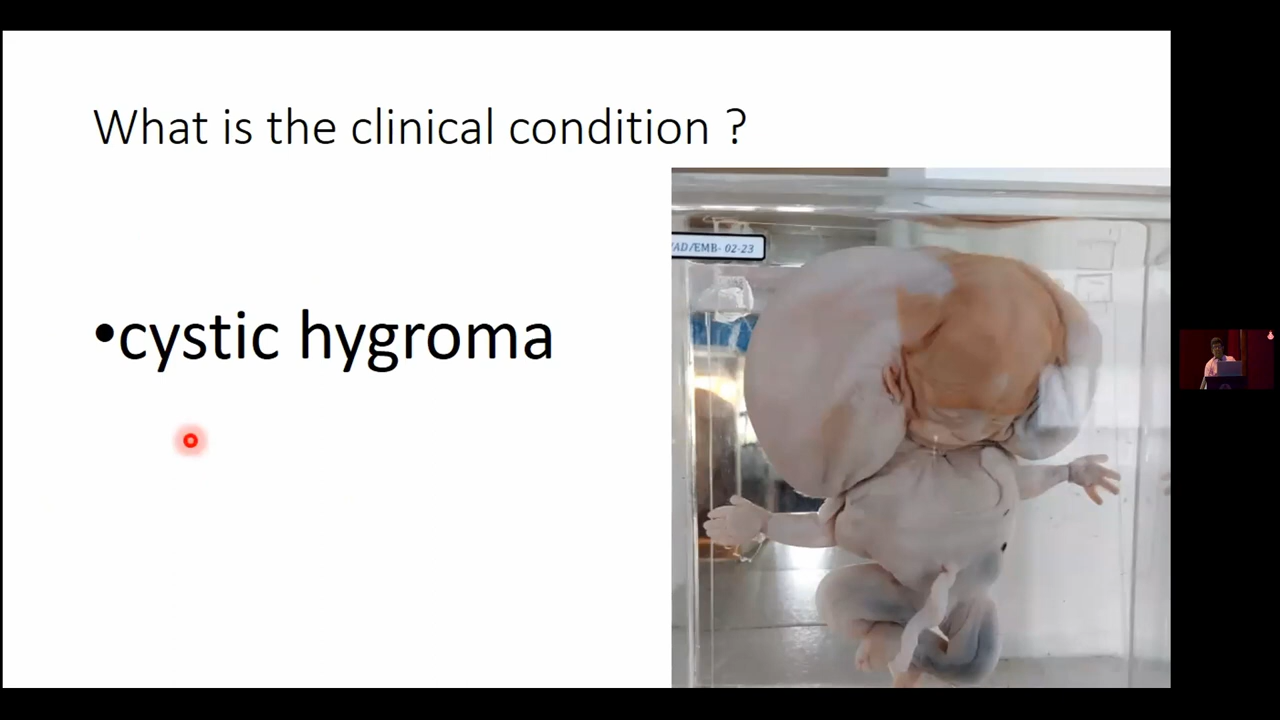 What is the clinical condition ?
•cystic hygroma
/AD/EMB- 02-23